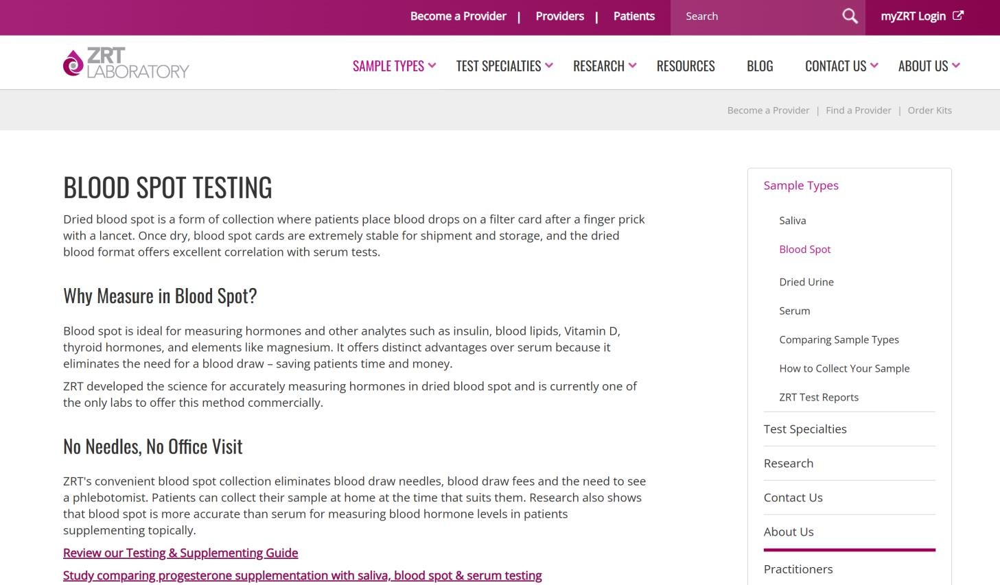 Become a Provider | Providers | Patients Search myZRT Login
ZRT
LABORATORY
SAMPLE TYPES TEST SPECIALTIES RESEARCH RESOURCES BLOG CONTACT US ABOUT US
Become a Provider | Find a Provider | Order Kits
BLOOD SPOT TESTING
Dried blood spot is a form of collection where patients place blood drops on a filter card after a finger prick
with a lancet. Once dry, blood spot cards are extremely stable for shipment and storage, and the dried
blood format offers excellent correlation with serum tests.
Why Measure in Blood Spot?
Blood spot is ideal for measuring hormones and other analytes such as insulin, blood lipids, Vitamin D,
thyroid hormones, and elements like magnesium. It offers distinct advantages over serum because it
eliminates the need for a blood draw – saving patients time and money.
ZRT developed the science for accurately measuring hormones in dried blood spot and is currently one of
the only labs to offer this method commercially.
No Needles, No Office Visit
ZRT's convenient blood spot collection eliminates blood draw needles, blood draw fees and the need to see
a phlebotomist. Patients can collect their sample at home at the time that suits them. Research also shows
that blood spot is more accurate than serum for measuring blood hormone levels in patients
supplementing topically.
Review our Testing & Supplementing Guide
Study comparing progesterone supplementation with saliva, blood spot & serum testing
Sample Types
Saliva
Blood Spot
Dried Urine
Serum
Comparing Sample Types
How to Collect Your Sample
ZRT Test Reports
Test Specialties
Research
Contact Us
About Us
Practitioners